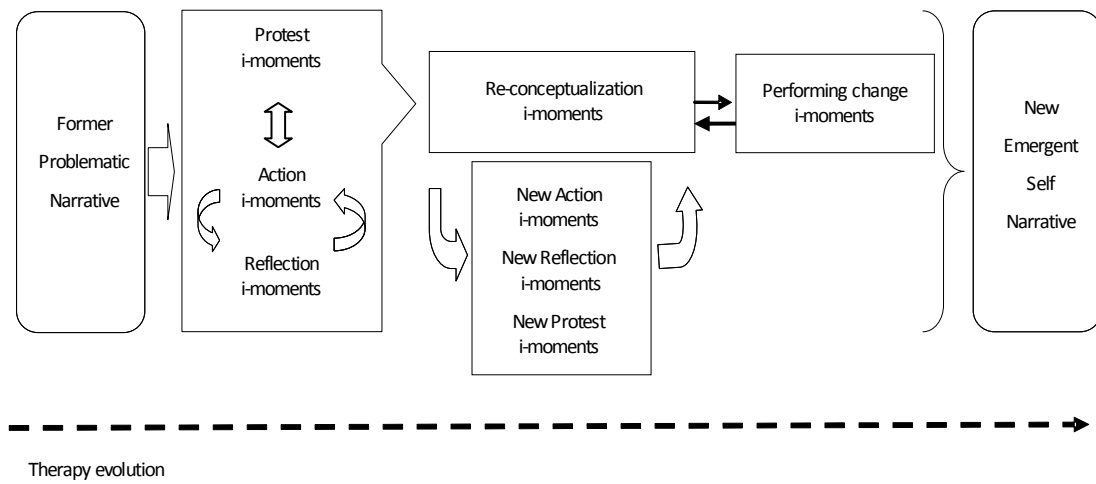 Former
Problematic
Narrative
Protest
i-moments
Action
i-moments
Reflection
i-moments
Re-conceptualization
i-moments
New Action
i-moments
New Reflection
i-moments
New Protest
i-moments
Performing change
i-moments
New
Emergent
Self
Narrative
Therapy evolution